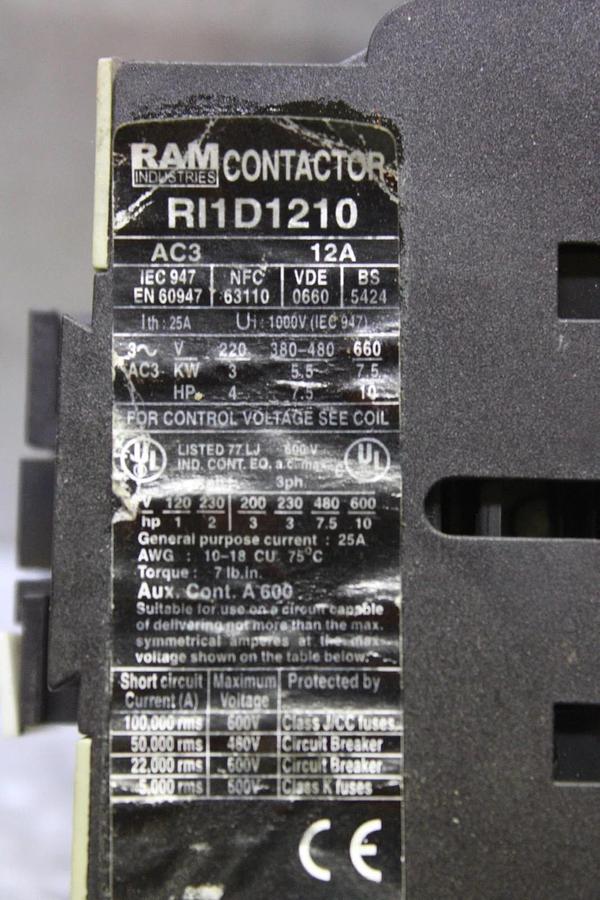 RAM INDUSTRIES CONTACTOR
RI1D1210
AC3 12A
IEC 947 NFC VDE BS
EN 60947 63110 0660 5424
Ith : 25A Ui : 1000V (IEC 947)
3~ V 220 380-480 660
AC3 KW 3 5.5 7.5
HP 4 7.5 10
FOR CONTROL VOLTAGE SEE COIL
UL LISTED 77LJ 600V UL
IND. CONT. EQ. a.c. max
3ph.
V 120 230 200 230 480 600
hp 1 2 3 3 7.5 10
General purpose current : 25A
AWG : 10-18 CU 75°C
Torque : 7 lb.in.
Aux. Cont. A 600
Suitable for use on a circuit capable
of delivering not more than the max.
symmetrical amperes at the max
voltage shown on the table below.
Short circuit Maximum Protected by
Current (A) Voltage
100,000 rms 600V Class J/CC fuses
50,000 rms 480V Circuit Breaker
22,000 rms 600V Circuit Breaker
5,000 rms 600V Class K fuses
CE